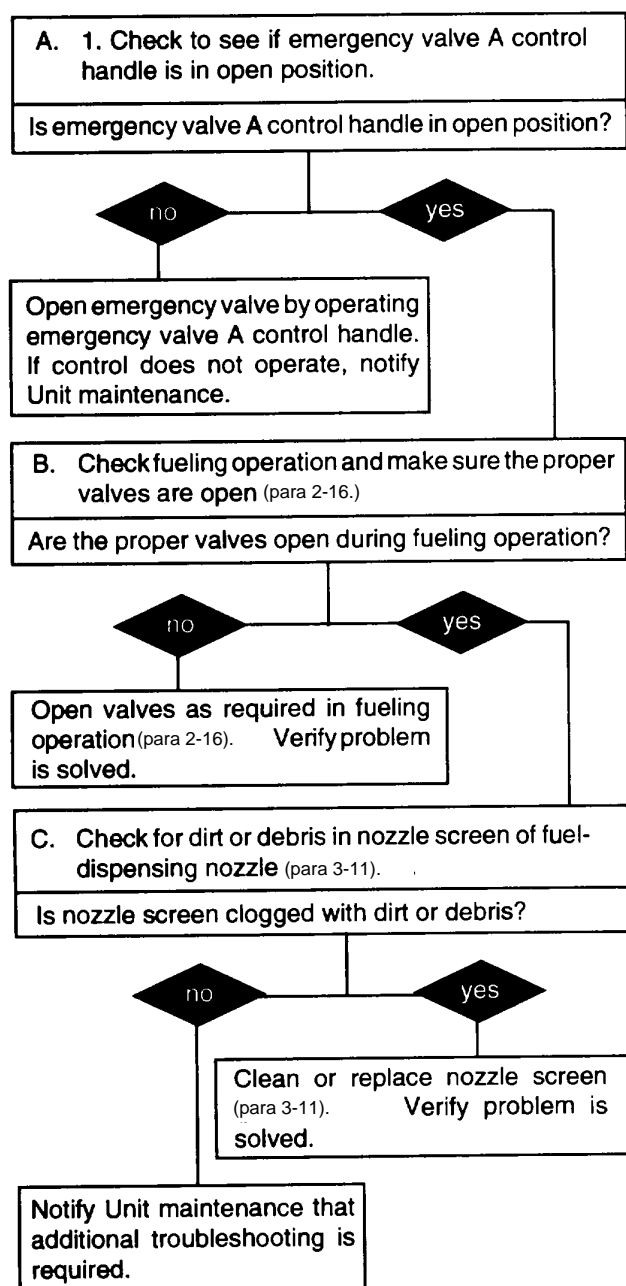 A. 1. Check to see if emergency valve A control
handle is in open position.
Is emergency valve A control handle in open position?
no
yes
Open emergency valve by operating
emergency valve A control handle.
If control does not operate, notify
Unit maintenance.
B. Check fueling operation and make sure the proper
valves are open (para 2-16.)
Are the proper valves open during fueling operation?
no
yes
Open valves as required in fueling
operation (para 2-16). Verify problem
is solved.
C. Check for dirt or debris in nozzle screen of fuel-
dispensing nozzle (para 3-11).
Is nozzle screen clogged with dirt or debris?
no
yes
Clean or replace nozzle screen
(para 3-11). Verify problem is
solved.
Notify Unit maintenance that
additional troubleshooting is
required.